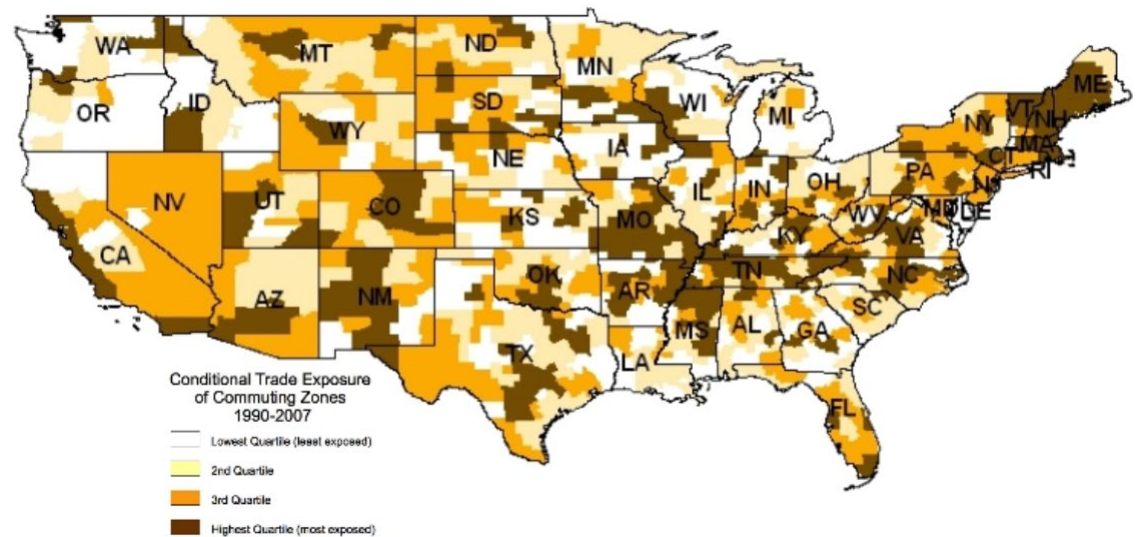 WA
MT
ND
MN
ME
OR
ID
SD
WI
MI
NY
VT
NH
WY
MA
NE
IA
CT
RI
PA
NJ
NV
UT
CO
KS
MO
IL
IN
OH
WV
MD
DE
VA
KY
CA
AZ
NM
OK
AR
TN
NC
SC
MS
AL
GA
TX
LA
FL
Conditional Trade Exposure
of Commuting Zones
1990-2007
Lowest Quartile (least exposed)
2nd Quartile
3rd Quartile
Highest Quartile (most exposed)